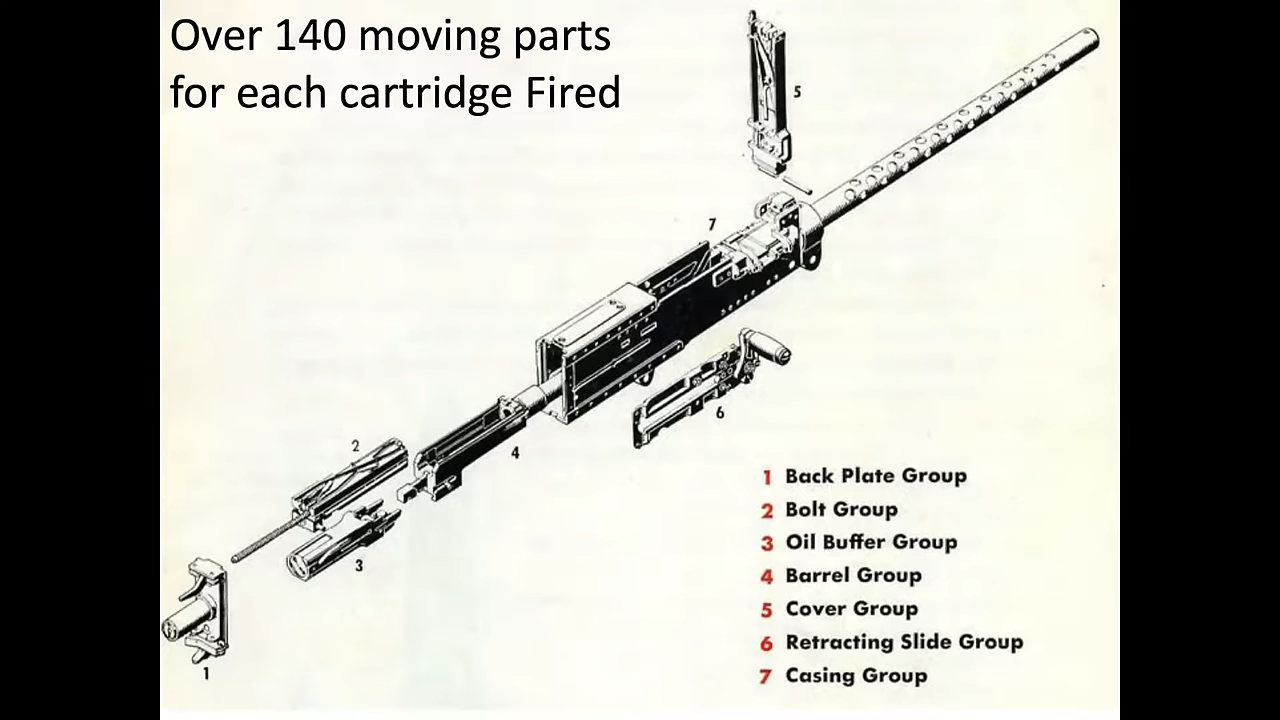 Over 140 moving parts
for each cartridge Fired
5
7
6
2
4
3
1
1 Back Plate Group
2 Bolt Group
3 Oil Buffer Group
4 Barrel Group
5 Cover Group
6 Retracting Slide Group
7 Casing Group